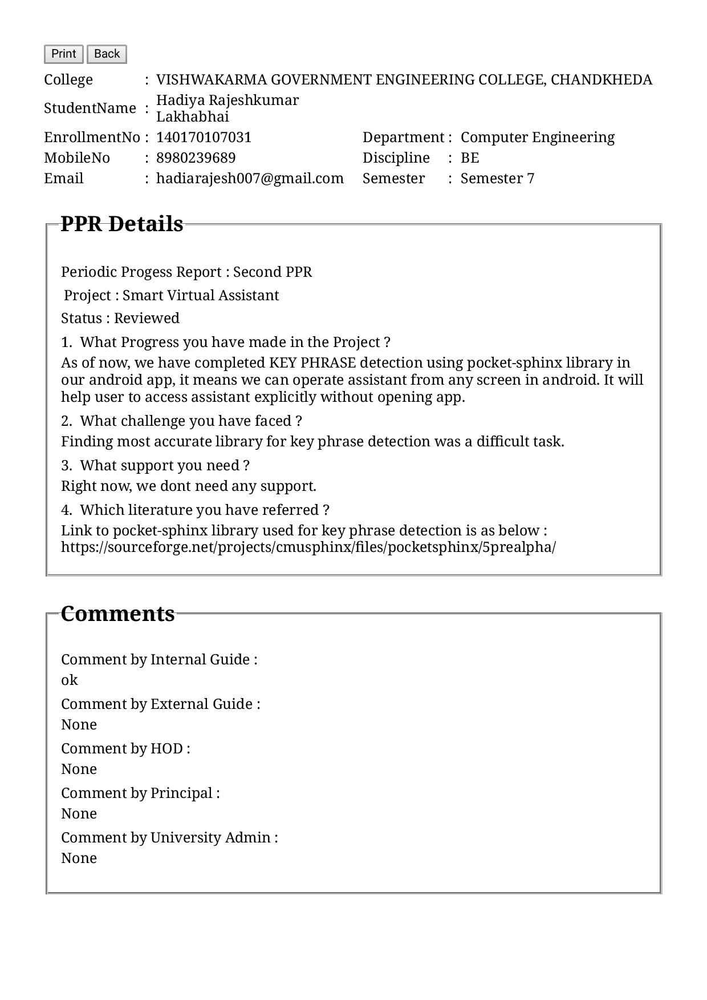 Print Back
College : VISHWAKARMA GOVERNMENT ENGINEERING COLLEGE, CHANDKHEDA
StudentName : Hadiya Rajeshkumar
Lakhabhai
EnrollmentNo : 140170107031 Department : Computer Engineering
MobileNo : 8980239689 Discipline : BE
Email : hadiarajesh007@gmail.com Semester : Semester 7
PPR Details
Periodic Progess Report : Second PPR
Project : Smart Virtual Assistant
Status : Reviewed
1. What Progress you have made in the Project ?
As of now, we have completed KEY PHRASE detection using pocket-sphinx library in
our android app, it means we can operate assistant from any screen in android. It will
help user to access assistant explicitly without opening app.
2. What challenge you have faced ?
Finding most accurate library for key phrase detection was a difficult task.
3. What support you need ?
Right now, we dont need any support.
4. Which literature you have referred ?
Link to pocket-sphinx library used for key phrase detection is as below :
https://sourceforge.net/projects/cmusphinx/files/pocketsphinx/5prealpha/
Comments
Comment by Internal Guide :
ok
Comment by External Guide :
None
Comment by HOD :
None
Comment by Principal :
None
Comment by University Admin :
None